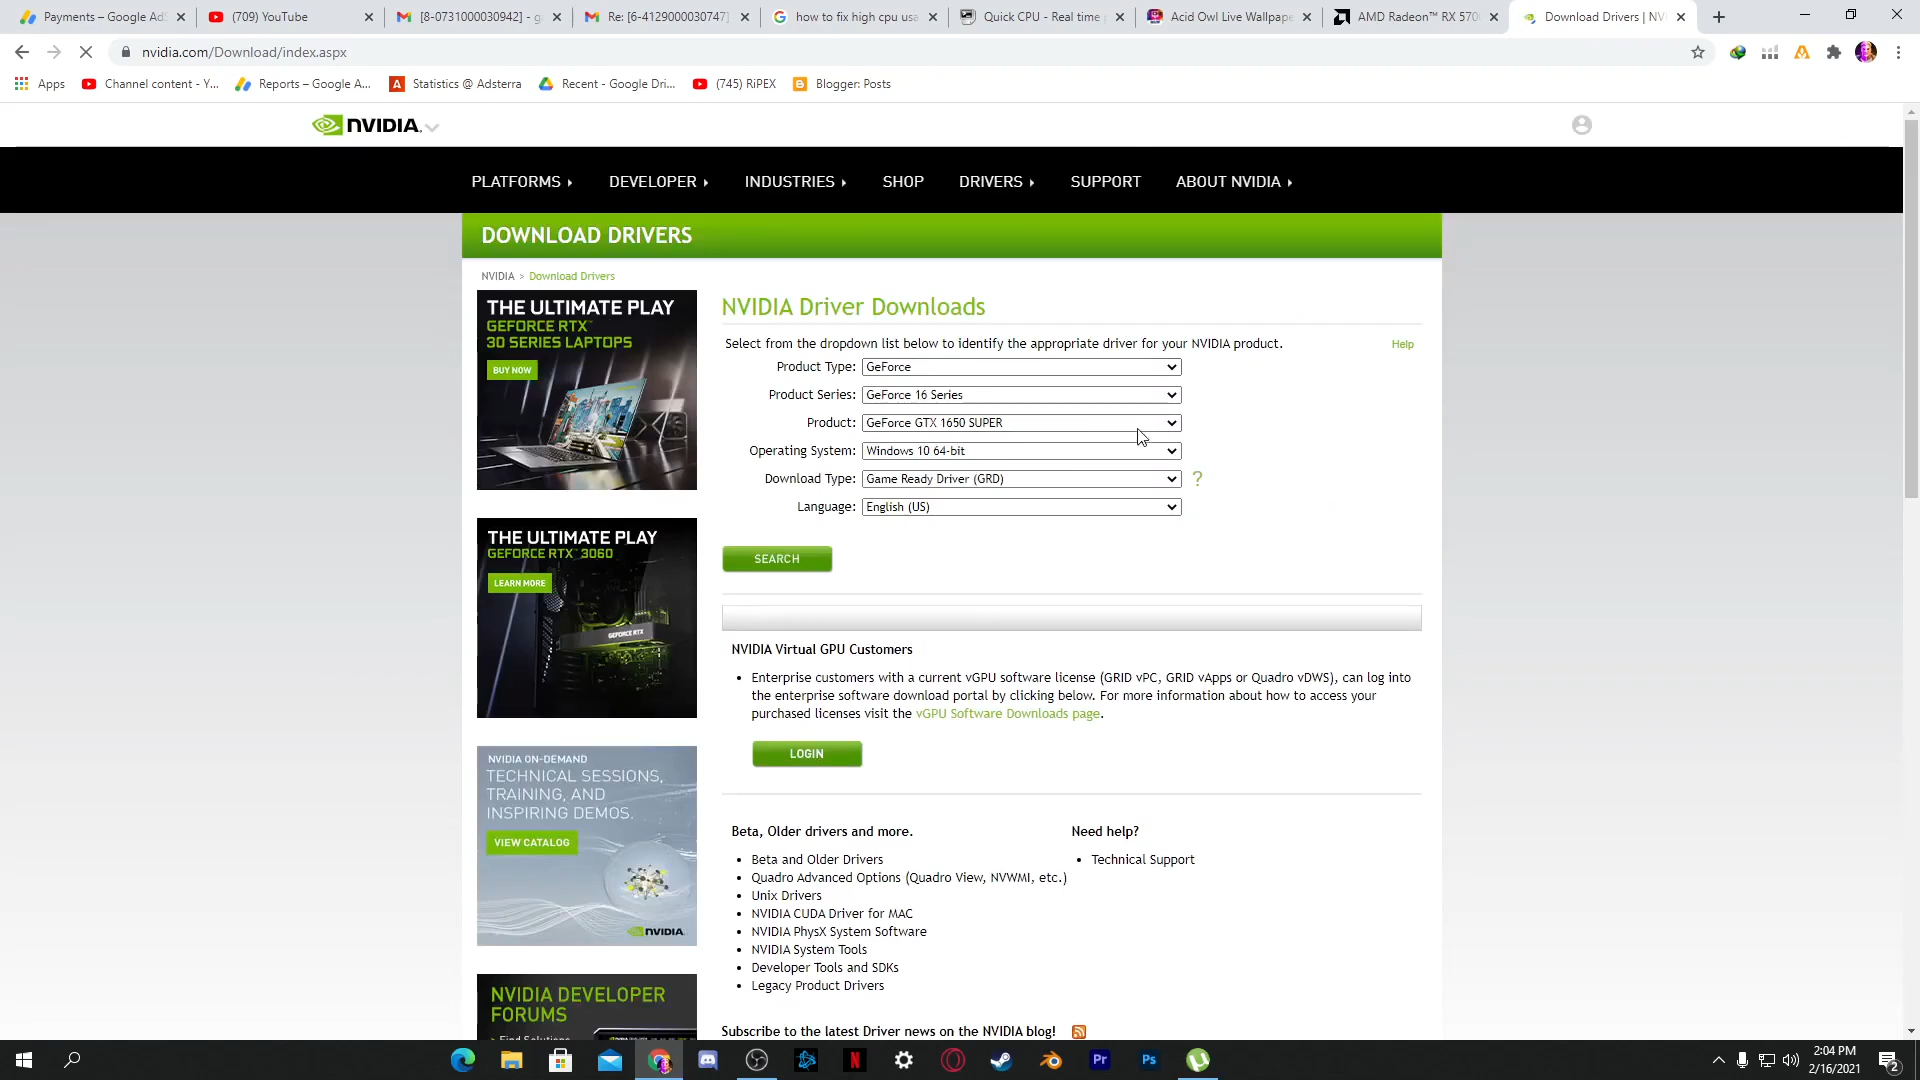 Payments – Google Ad
(709) YouTube
[8-0731000030942] - g
Re: [6-4129000030747]
how to fix high cpu usa
Quick CPU - Real time
Acid Owl Live Wallpape
AMD Radeon™ RX 570
Download Drivers | NV
nvidia.com/Download/index.aspx
Apps
Channel content - Y...
Reports – Google A...
Statistics @ Adsterra
Recent - Google Dri...
(745) RiPEX
Blogger: Posts
NVIDIA.
PLATFORMS
DEVELOPER
INDUSTRIES
SHOP
DRIVERS
SUPPORT
ABOUT NVIDIA
DOWNLOAD DRIVERS
NVIDIA > Download Drivers
THE ULTIMATE PLAY
GEFORCE RTX™
30 SERIES LAPTOPS
BUY NOW
NVIDIA Driver Downloads
Select from the dropdown list below to identify the appropriate driver for your NVIDIA product.
Help
Product Type: GeForce
Product Series: GeForce 16 Series
Product: GeForce GTX 1650 SUPER
Operating System: Windows 10 64-bit
Download Type: Game Ready Driver (GRD) ?
Language: English (US)
SEARCH
THE ULTIMATE PLAY
GEFORCE RTX™ 3060
LEARN MORE
GEFORCE RTX
NVIDIA Virtual GPU Customers
• Enterprise customers with a current vGPU software license (GRID vPC, GRID vApps or Quadro vDWS), can log into
the enterprise software download portal by clicking below. For more information about how to access your
purchased licenses visit the vGPU Software Downloads page.
LOGIN
NVIDIA ON-DEMAND
TECHNICAL SESSIONS,
TRAINING, AND
INSPIRING DEMOS.
VIEW CATALOG
NVIDIA.
Beta, Older drivers and more.
• Beta and Older Drivers
• Quadro Advanced Options (Quadro View, NVWMI, etc.)
• Unix Drivers
• NVIDIA CUDA Driver for MAC
• NVIDIA PhysX System Software
• NVIDIA System Tools
• Developer Tools and SDKs
• Legacy Product Drivers
Need help?
• Technical Support
NVIDIA DEVELOPER
FORUMS
> Find Solutions
Subscribe to the latest Driver news on the NVIDIA blog!
N
Pr
Ps
2:04 PM
2/16/2021
2